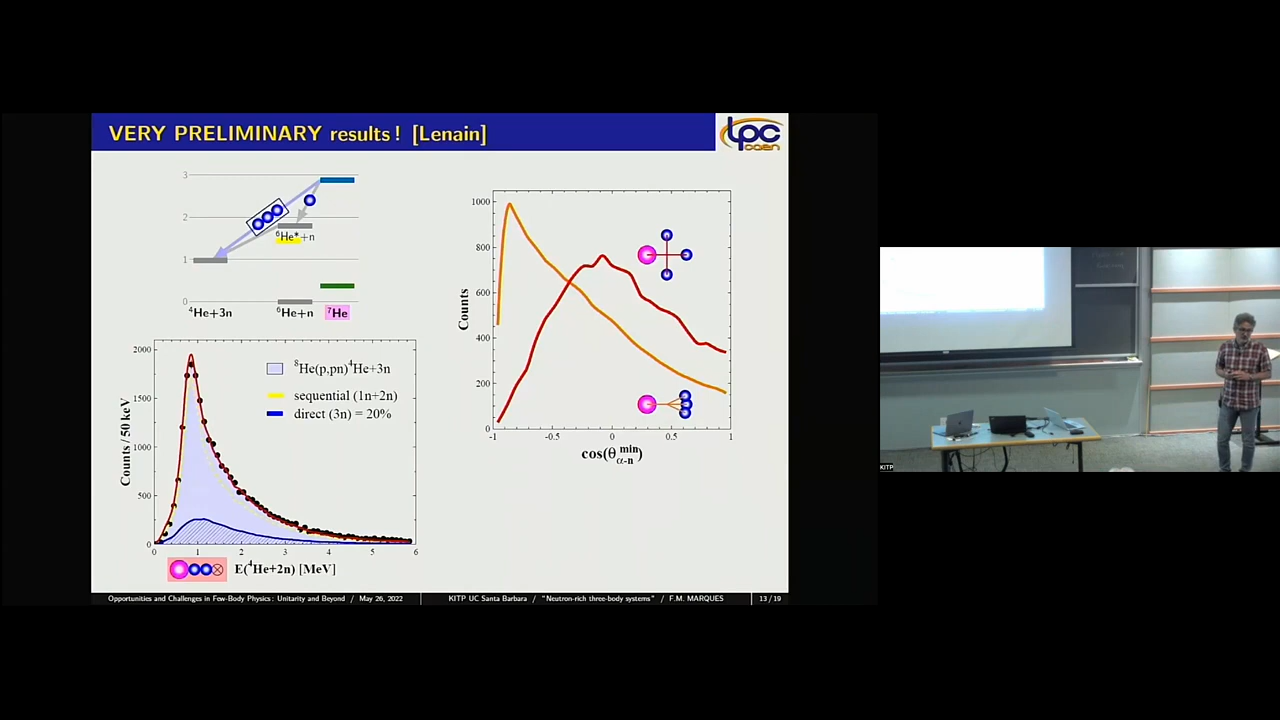 VERY PRELIMINARY results ! [Lenain]
LPC
caen
3
2
1
0
⁶He*+n
⁴He+3n
⁶He+n
⁷He
2000
1500
1000
500
0
Counts / 50 keV
⁸He(p,pn)⁴He+3n
sequential (1n+2n)
direct (3n) = 20%
0 1 2 3 4 5 6
E(⁴He+2n) [MeV]
1000
800
600
400
200
0
Counts
-1 -0.5 0 0.5 1
cos(θ α-n min)
Opportunities and Challenges in Few-Body Physics: Unitarity and Beyond / May 26, 2022
KITP UC Santa Barbara / "Neutron-rich three-body systems" / F.M. MARQUES
13 / 19
KITP